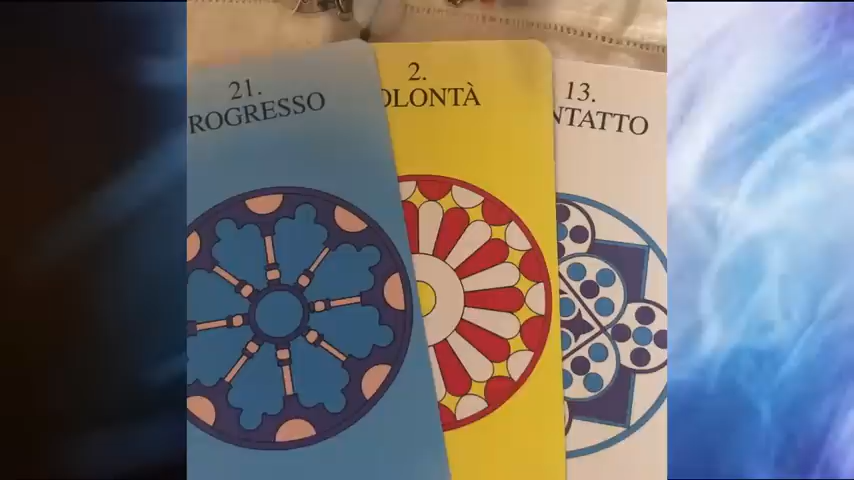 21.
ROGRESSO
2.
OLONTÀ
13.
NTATTO